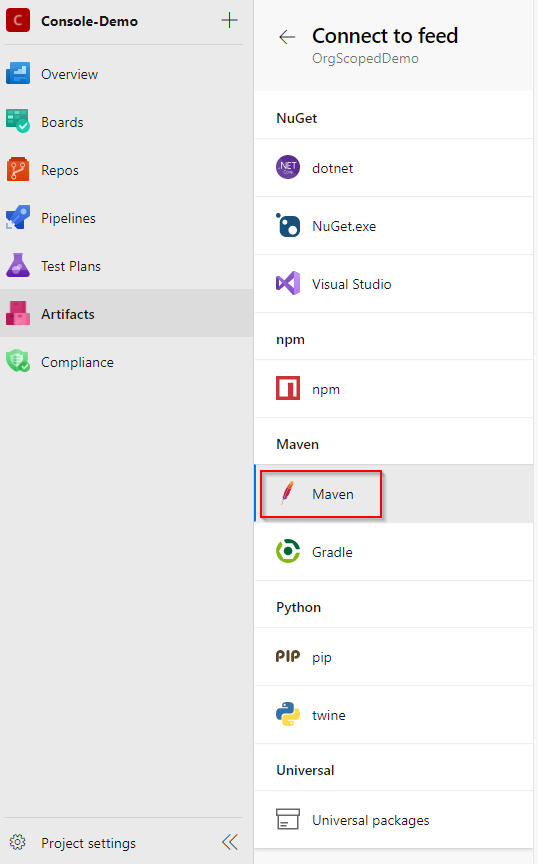 C Console-Demo
Overview
Boards
Repos
Pipelines
Test Plans
Artifacts
Compliance
Project settings
Connect to feed
OrgScopedDemo
NuGet
NET Core dotnet
NuGet.exe
Visual Studio
npm
npm
Maven
Maven
Gradle
Python
PIP pip
twine
Universal
Universal packages